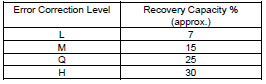 Error Correction Level Recovery Capacity %
(approx.)
L 7
M 15
Q 25
H 30